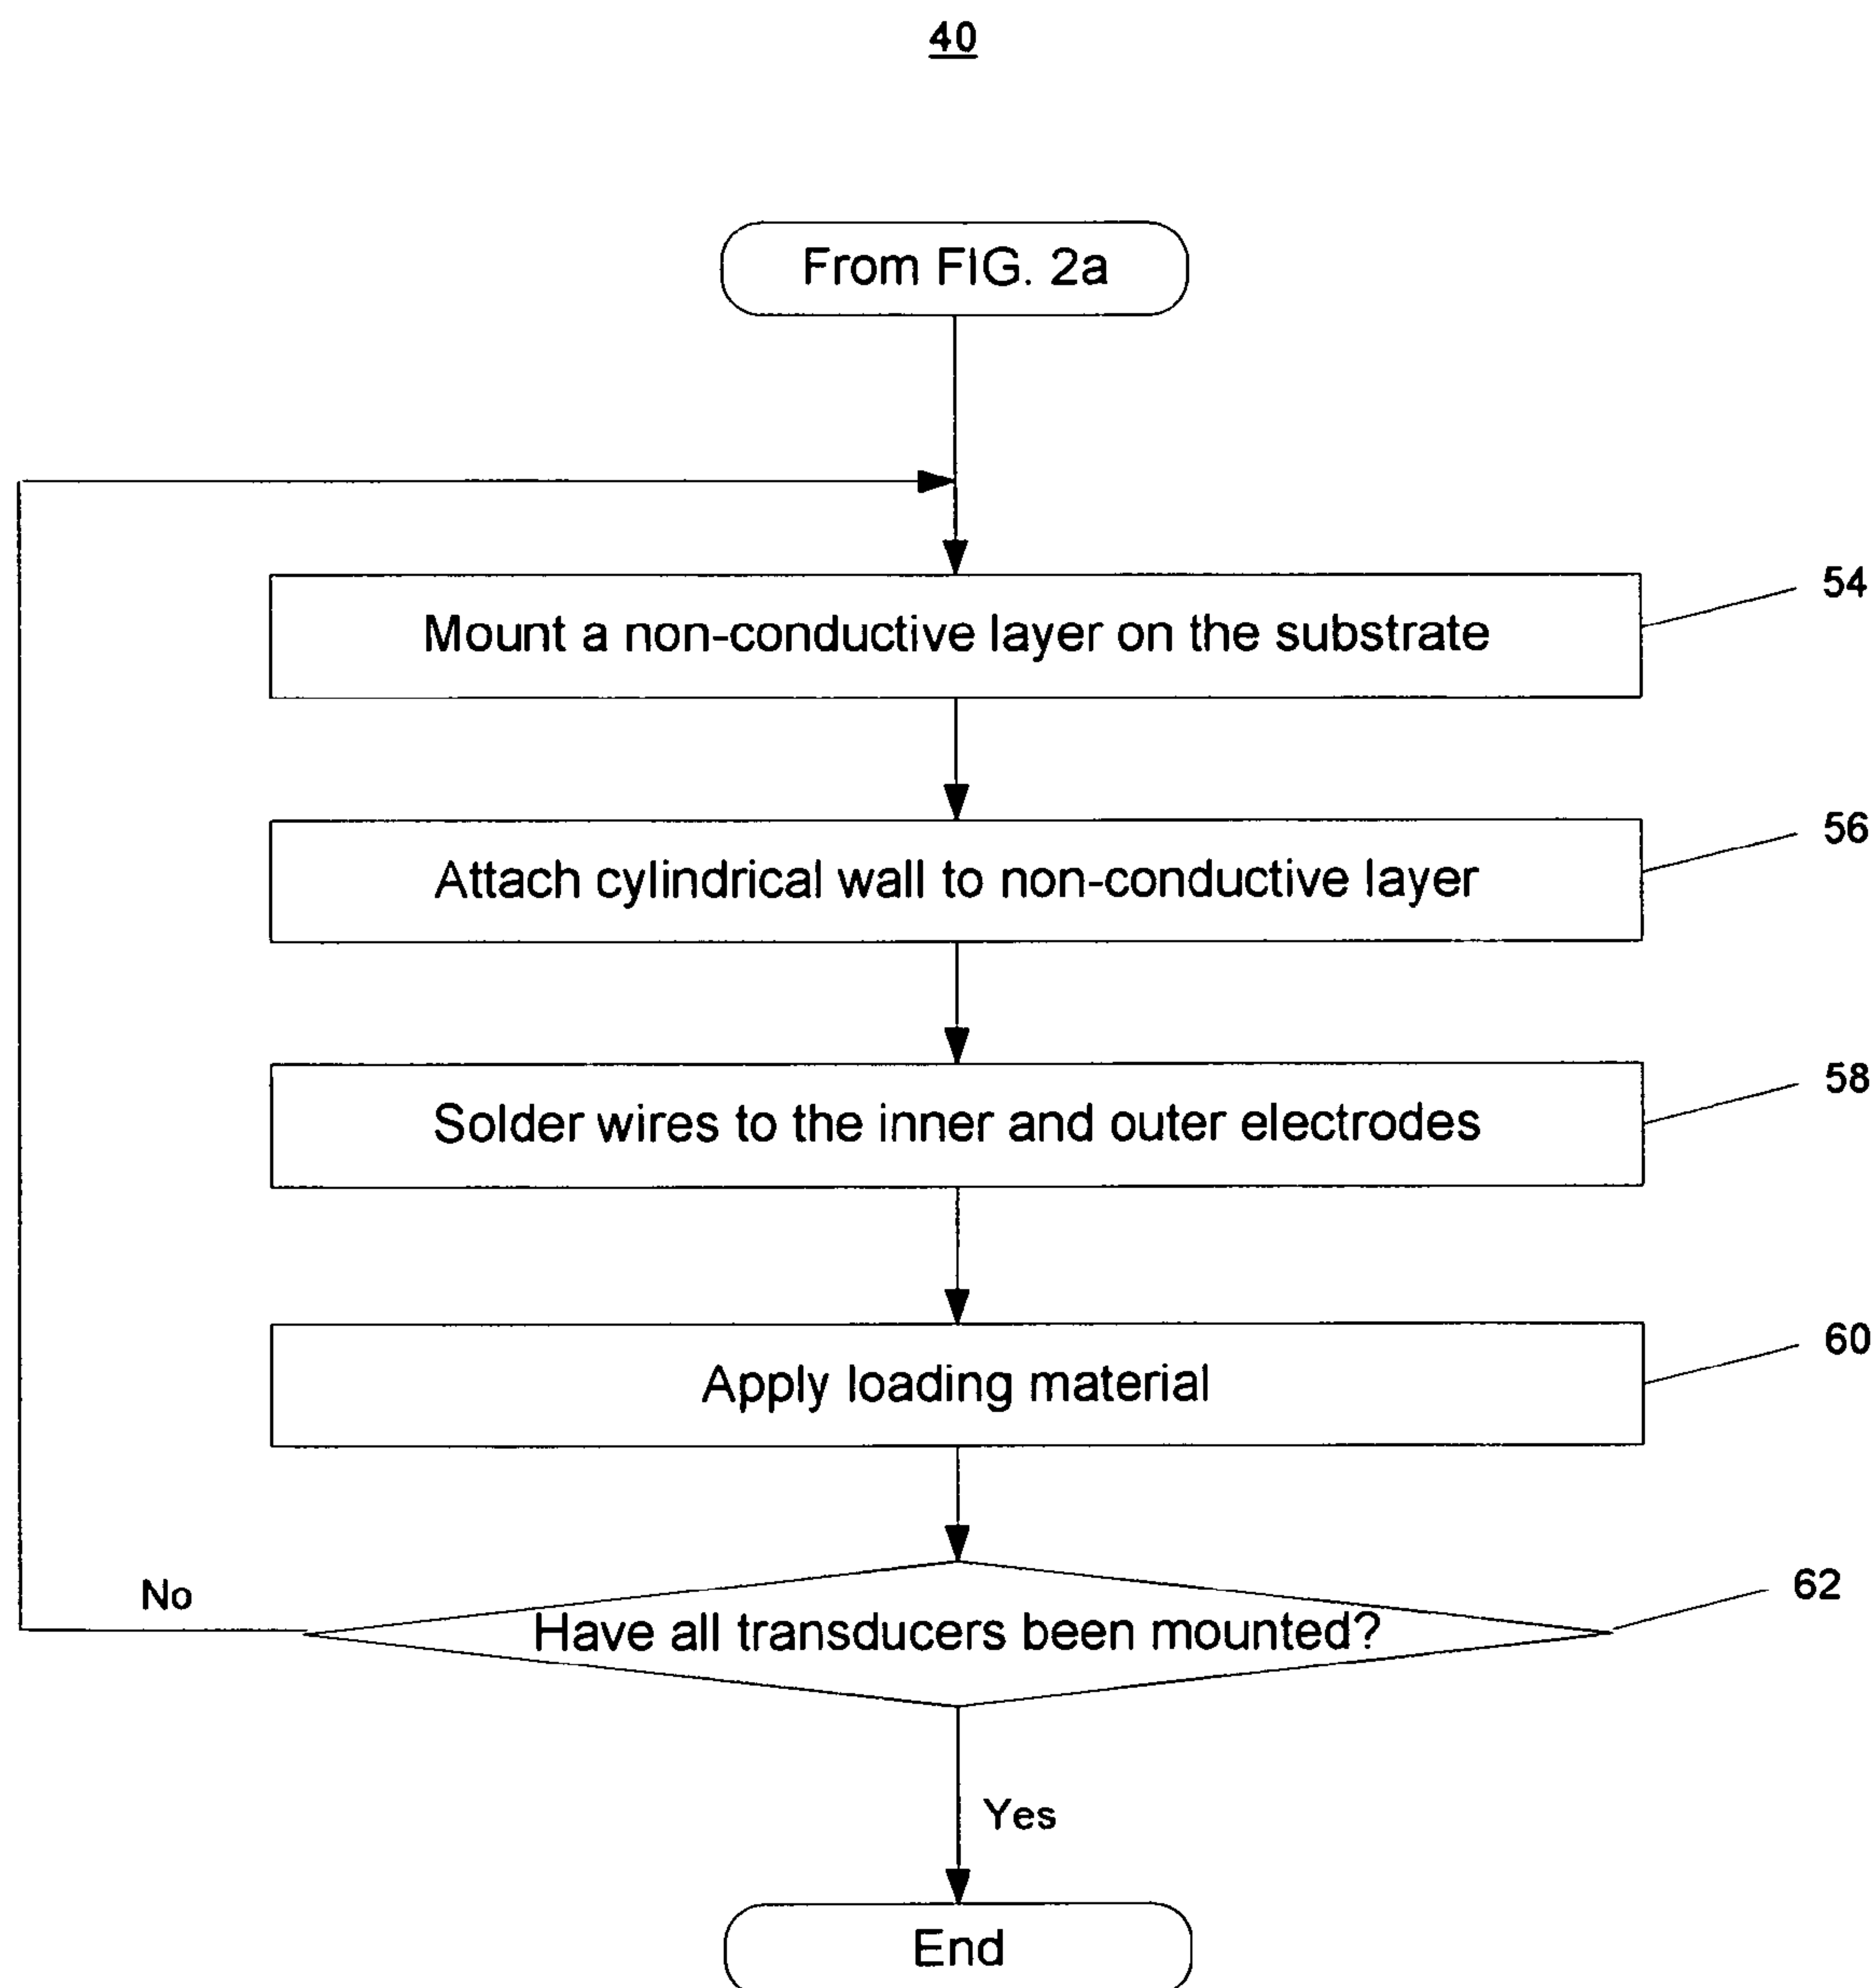 40
From FIG. 2a
54
Mount a non-conductive layer on the substrate
56
Attach cylindrical wall to non-conductive layer
58
Solder wires to the inner and outer electrodes
60
Apply loading material
62
No
Have all transducers been mounted?
Yes
End